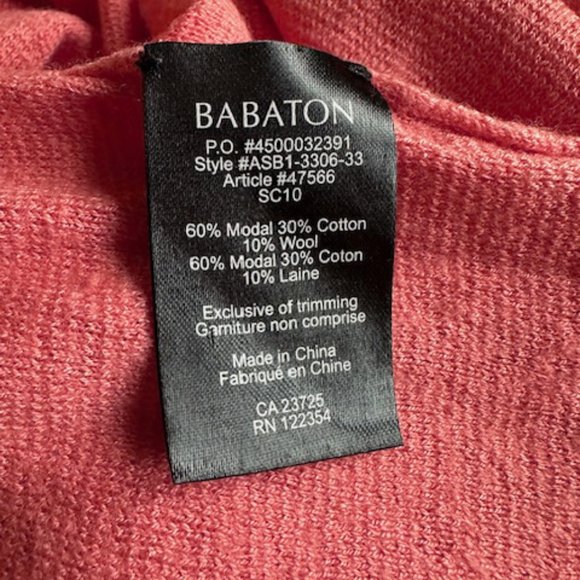 BABATON
P.O. #4500032391
Style #ASB1-3306-33
Article #47566
SC10
60% Modal 30% Cotton
10% Wool
60% Modal 30% Coton
10% Laine
Exclusive of trimming
Garniture non comprise
Made in China
Fabriqué en Chine
CA 23725
RN 122354